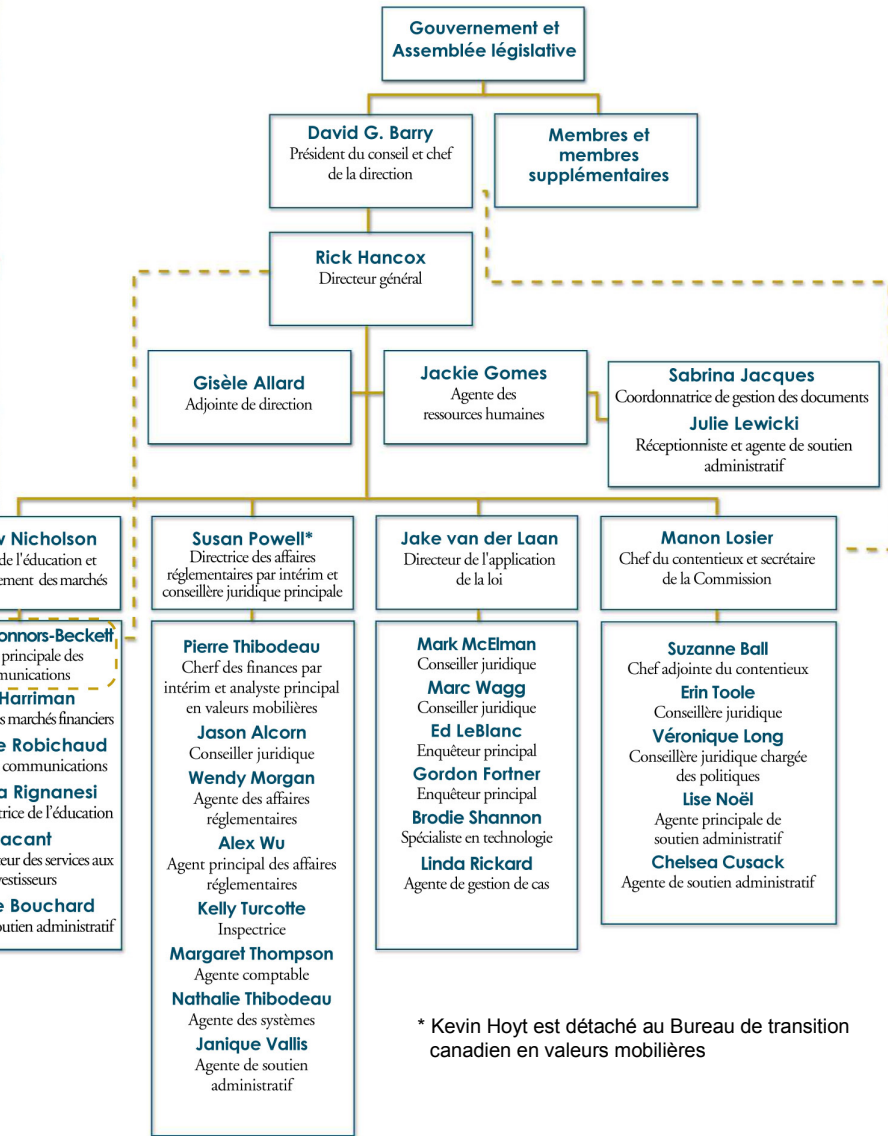 Gouvernement et
Assemblée législative
David G. Barry
Président du conseil et chef
de la direction
Membres et
membres
supplémentaires
Rick Hancox
Directeur général
Gisèle Allard
Adjointe de direction
Jackie Gomes
Agente des
ressources humaines
Sabrina Jacques
Coordonnatrice de gestion des documents
Julie Lewicki
Réceptionniste et agente de soutien
administratif
Nicholson
de l'éducation et
des marchés
Connors-Beckett
principale des
Harriman
marchés financiers
Robichaud
communications
Rignanesi
de l'éducation
des services aux
Bouchard
soutien administratif
Susan Powell*
Directrice des affaires
réglementaires par intérim et
conseillère juridique principale
Pierre Thibodeau
Cherf des finances par
intérim et analyste principal
en valeurs mobilières
Jason Alcorn
Conseiller juridique
Wendy Morgan
Agente des affaires
réglementaires
Alex Wu
Agent principal des affaires
réglementaires
Kelly Turcotte
Inspectrice
Margaret Thompson
Agente comptable
Nathalie Thibodeau
Agente des systèmes
Janique Vallis
Agente de soutien
administratif
Jake van der Laan
Directeur de l'application
de la loi
Mark McElman
Conseiller juridique
Marc Wagg
Conseiller juridique
Ed LeBlanc
Enquêteur principal
Gordon Fortner
Enquêteur principal
Brodie Shannon
Spécialiste en technologie
Linda Rickard
Agente de gestion de cas
Manon Losier
Chef du contentieux et secrétaire
de la Commission
Suzanne Ball
Chef adjointe du contentieux
Erin Toole
Conseillère juridique
Véronique Long
Conseillère juridique chargée
des politiques
Lise Noël
Agente principale de
soutien administratif
Chelsea Cusack
Agente de soutien administratif
* Kevin Hoyt est détaché au Bureau de transition
canadien en valeurs mobilières